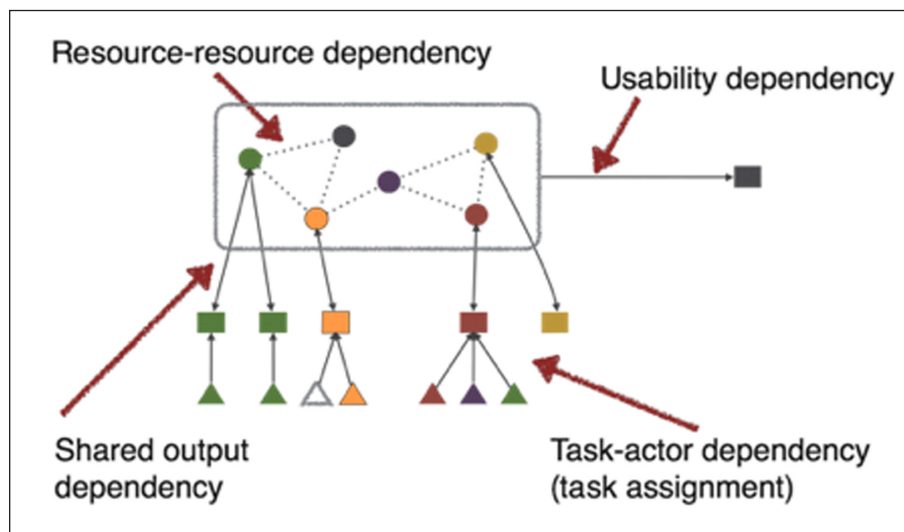 Resource-resource dependency
Usability dependency
Shared output
dependency
Task-actor dependency
(task assignment)